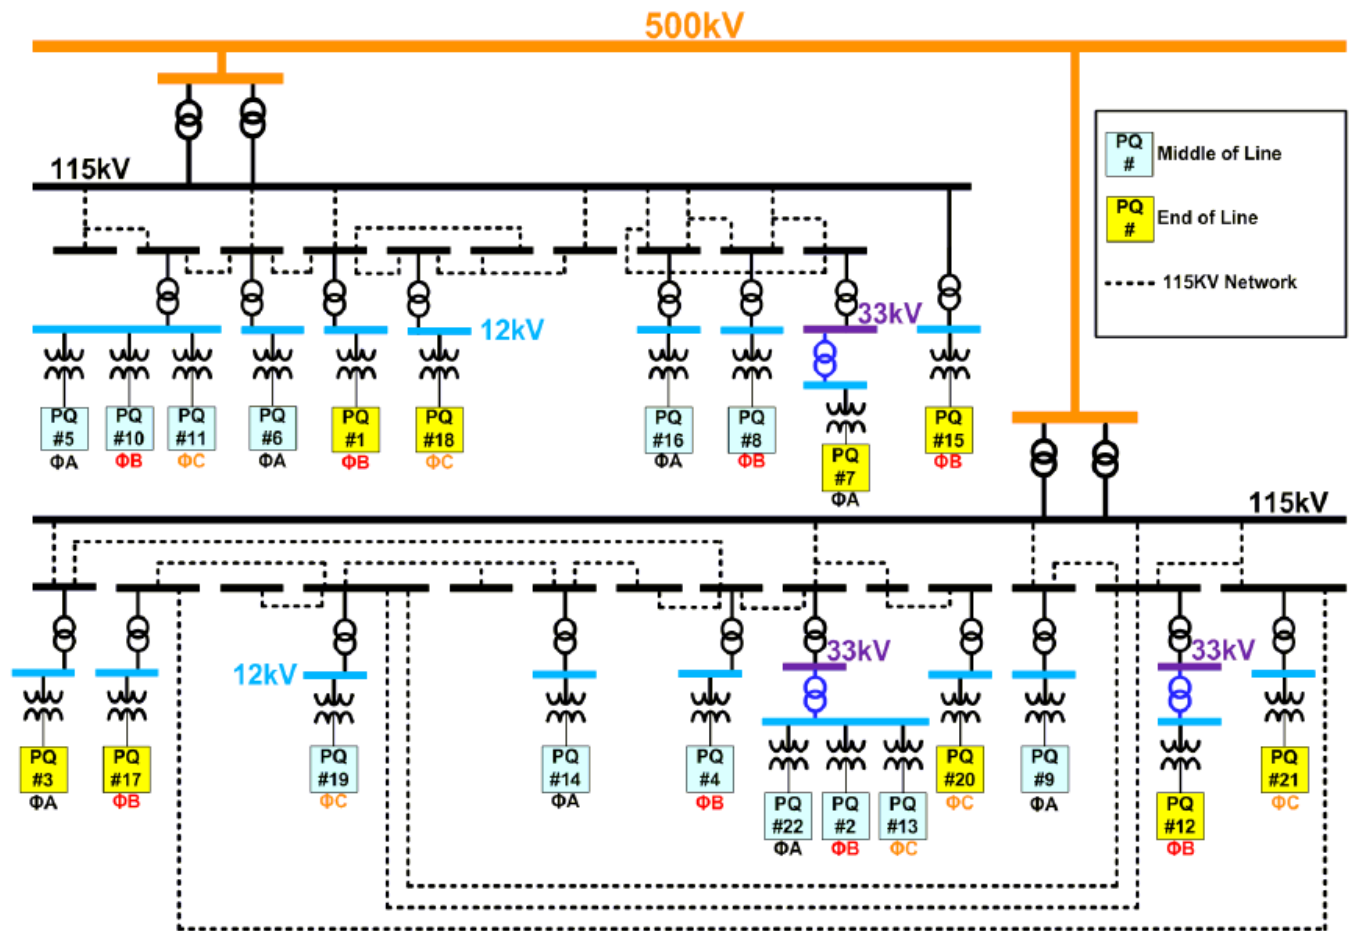 500kV
115kV
PQ
#
Middle of Line
PQ
#
End of Line
115KV Network
12kV
33kV
PQ
#5
ΦA
PQ
#10
ΦB
PQ
#11
ΦC
PQ
#6
ΦA
PQ
#1
ΦB
PQ
#18
ΦC
PQ
#16
ΦA
PQ
#8
ΦB
PQ
#7
ΦA
PQ
#15
ΦB
115kV
12kV
33kV
33kV
PQ
#3
ΦA
PQ
#17
ΦB
PQ
#19
ΦC
PQ
#14
ΦA
PQ
#4
ΦB
PQ
#22
ΦA
PQ
#2
ΦB
PQ
#13
ΦC
PQ
#20
ΦC
PQ
#9
ΦA
PQ
#12
ΦB
PQ
#21
ΦC